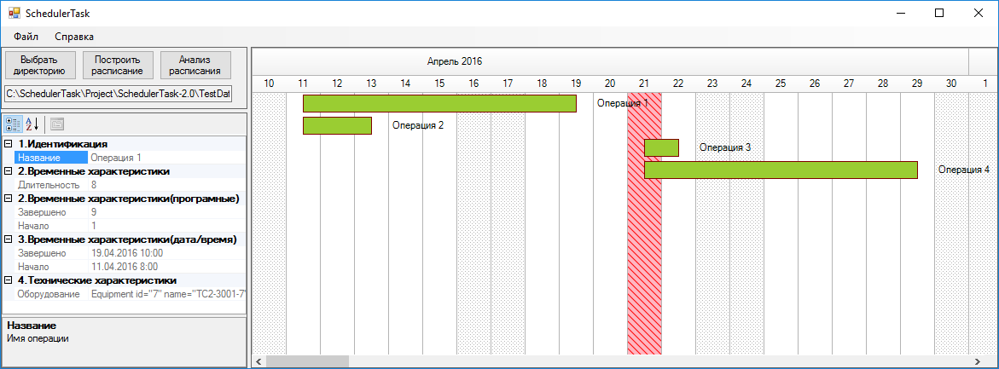 SchedulerTask
Файл Справка
Выбрать директорию
Построить расписание
Анализ расписания
C:\SchedulerTask\Project\SchedulerTask-2.0\TestDat
1.Идентификация
Название Операция 1
2.Временные характеристики
Длительность 8
2.Временные характеристики(програмные)
Завершено 9
Начало 1
3.Временные характеристики(дата/время)
Завершено 19.04.2016 10:00
Начало 11.04.2016 8:00
4.Технические характеристики
Оборудование Equipment id="7" name="TC2-3001-7"
Название
Имя операции
Апрель 2016
10 11 12 13 14 15 16 17 18 19 20 21 22 23 24 25 26 27 28 29 30 1
Операция 1
Операция 2
Операция 3
Операция 4